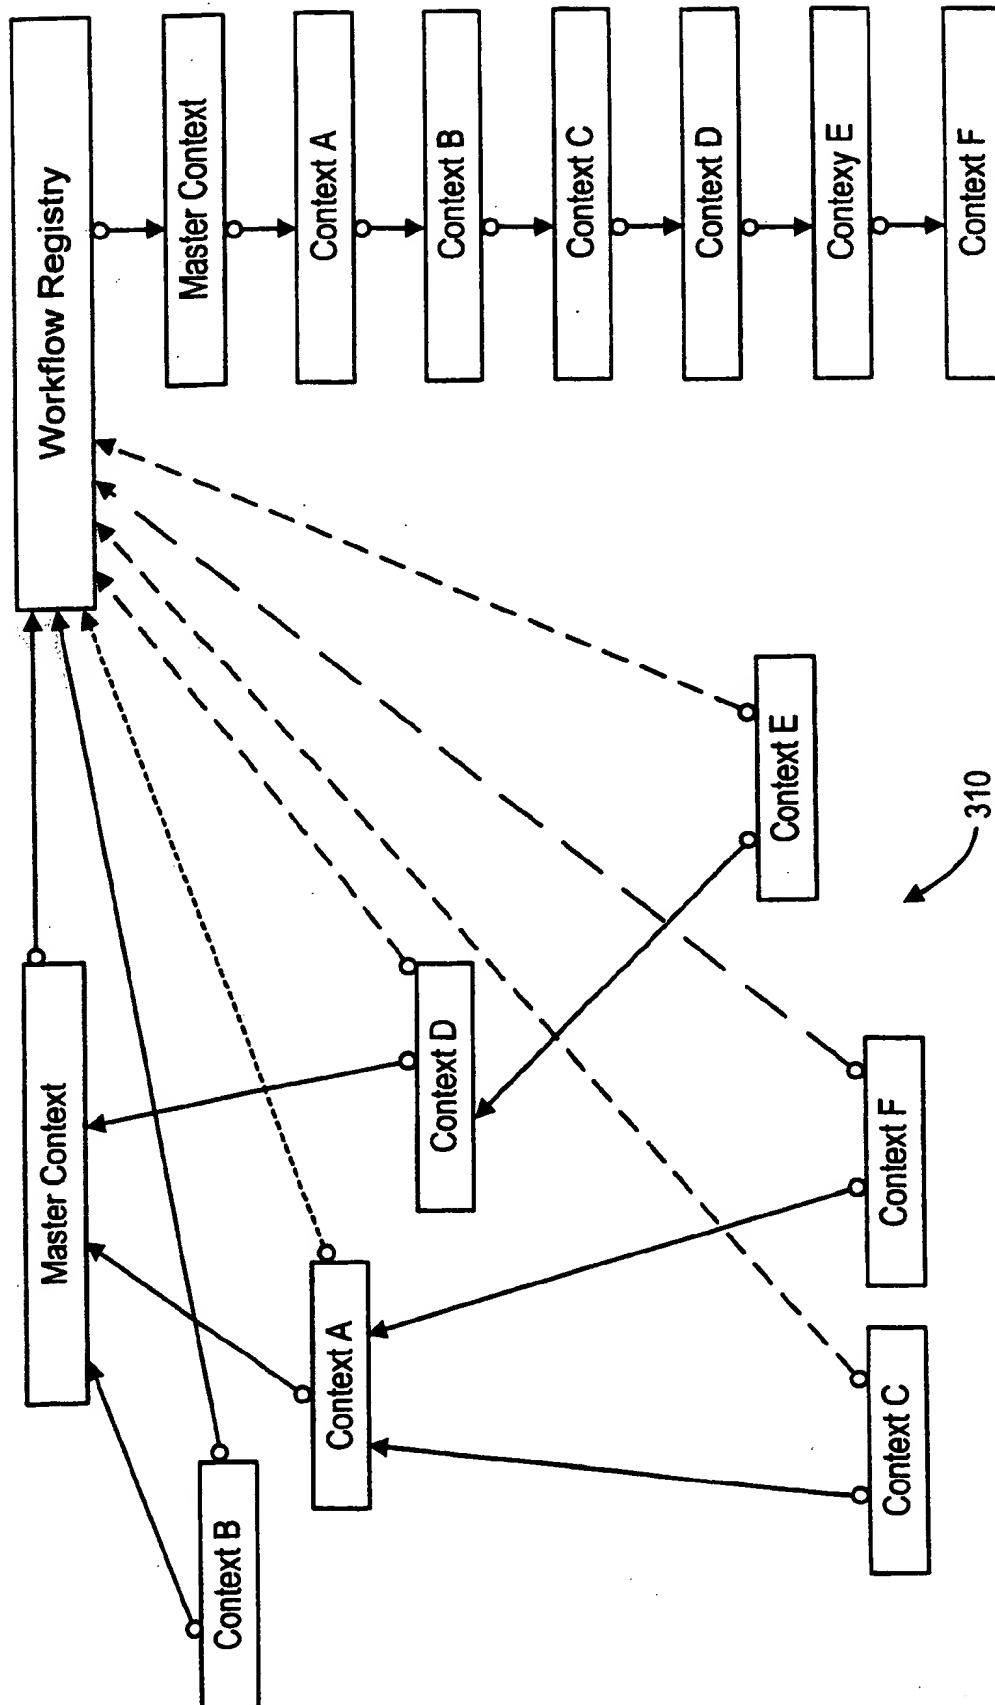 Workflow Registry
Master Context
Context A
Context B
Context C
Context D
Contexy E
Context F
Master Context
Context B
Context A
Context D
Context E
Context C
Context F
310